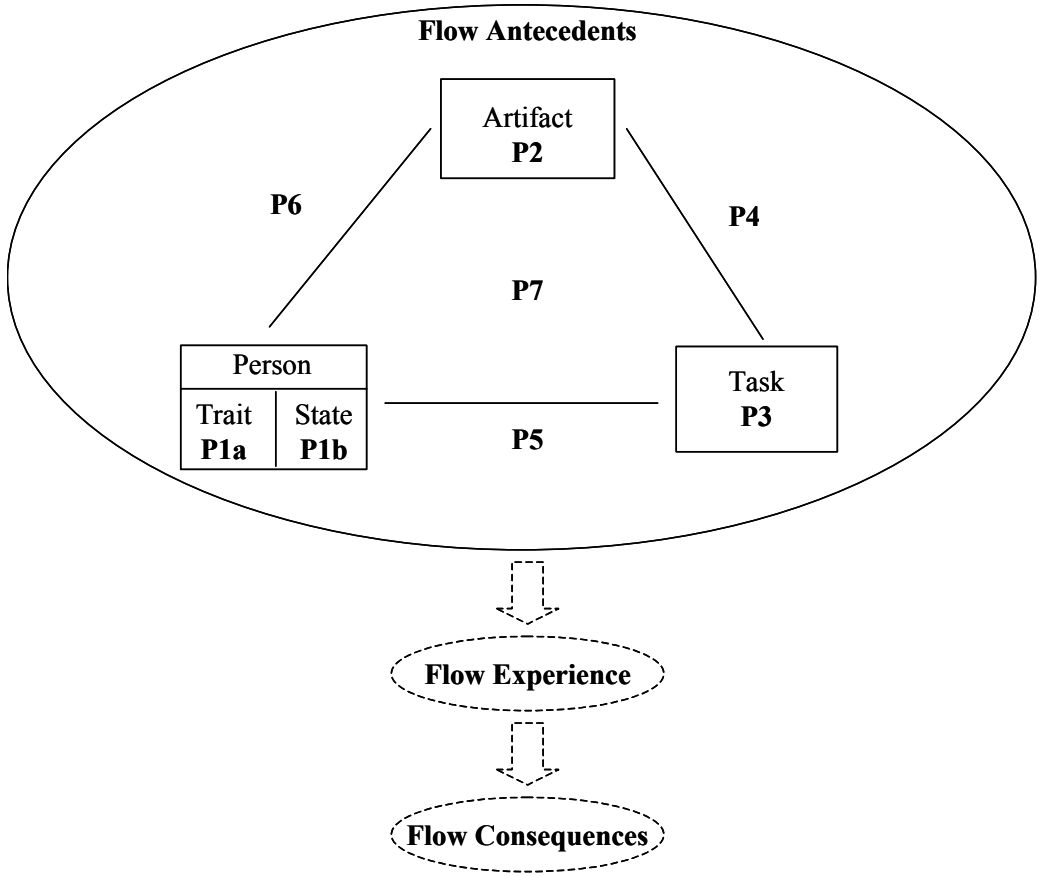 Flow Antecedents
Artifact
P2
P6
P4
P7
Person
Trait
P1a
State
P1b
Task
P3
P5
Flow Experience
Flow Consequences